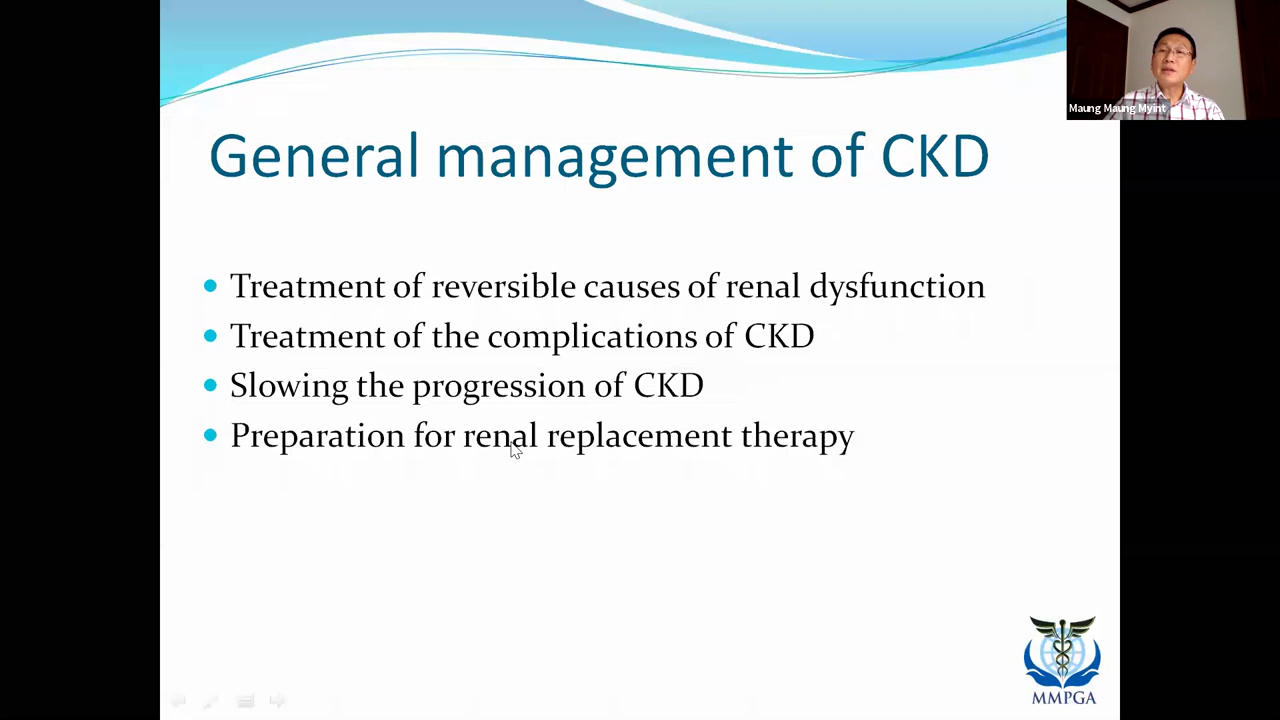 Maung Maung Myint
General management of CKD
• Treatment of reversible causes of renal dysfunction
• Treatment of the complications of CKD
• Slowing the progression of CKD
• Preparation for renal replacement therapy
MMPGA